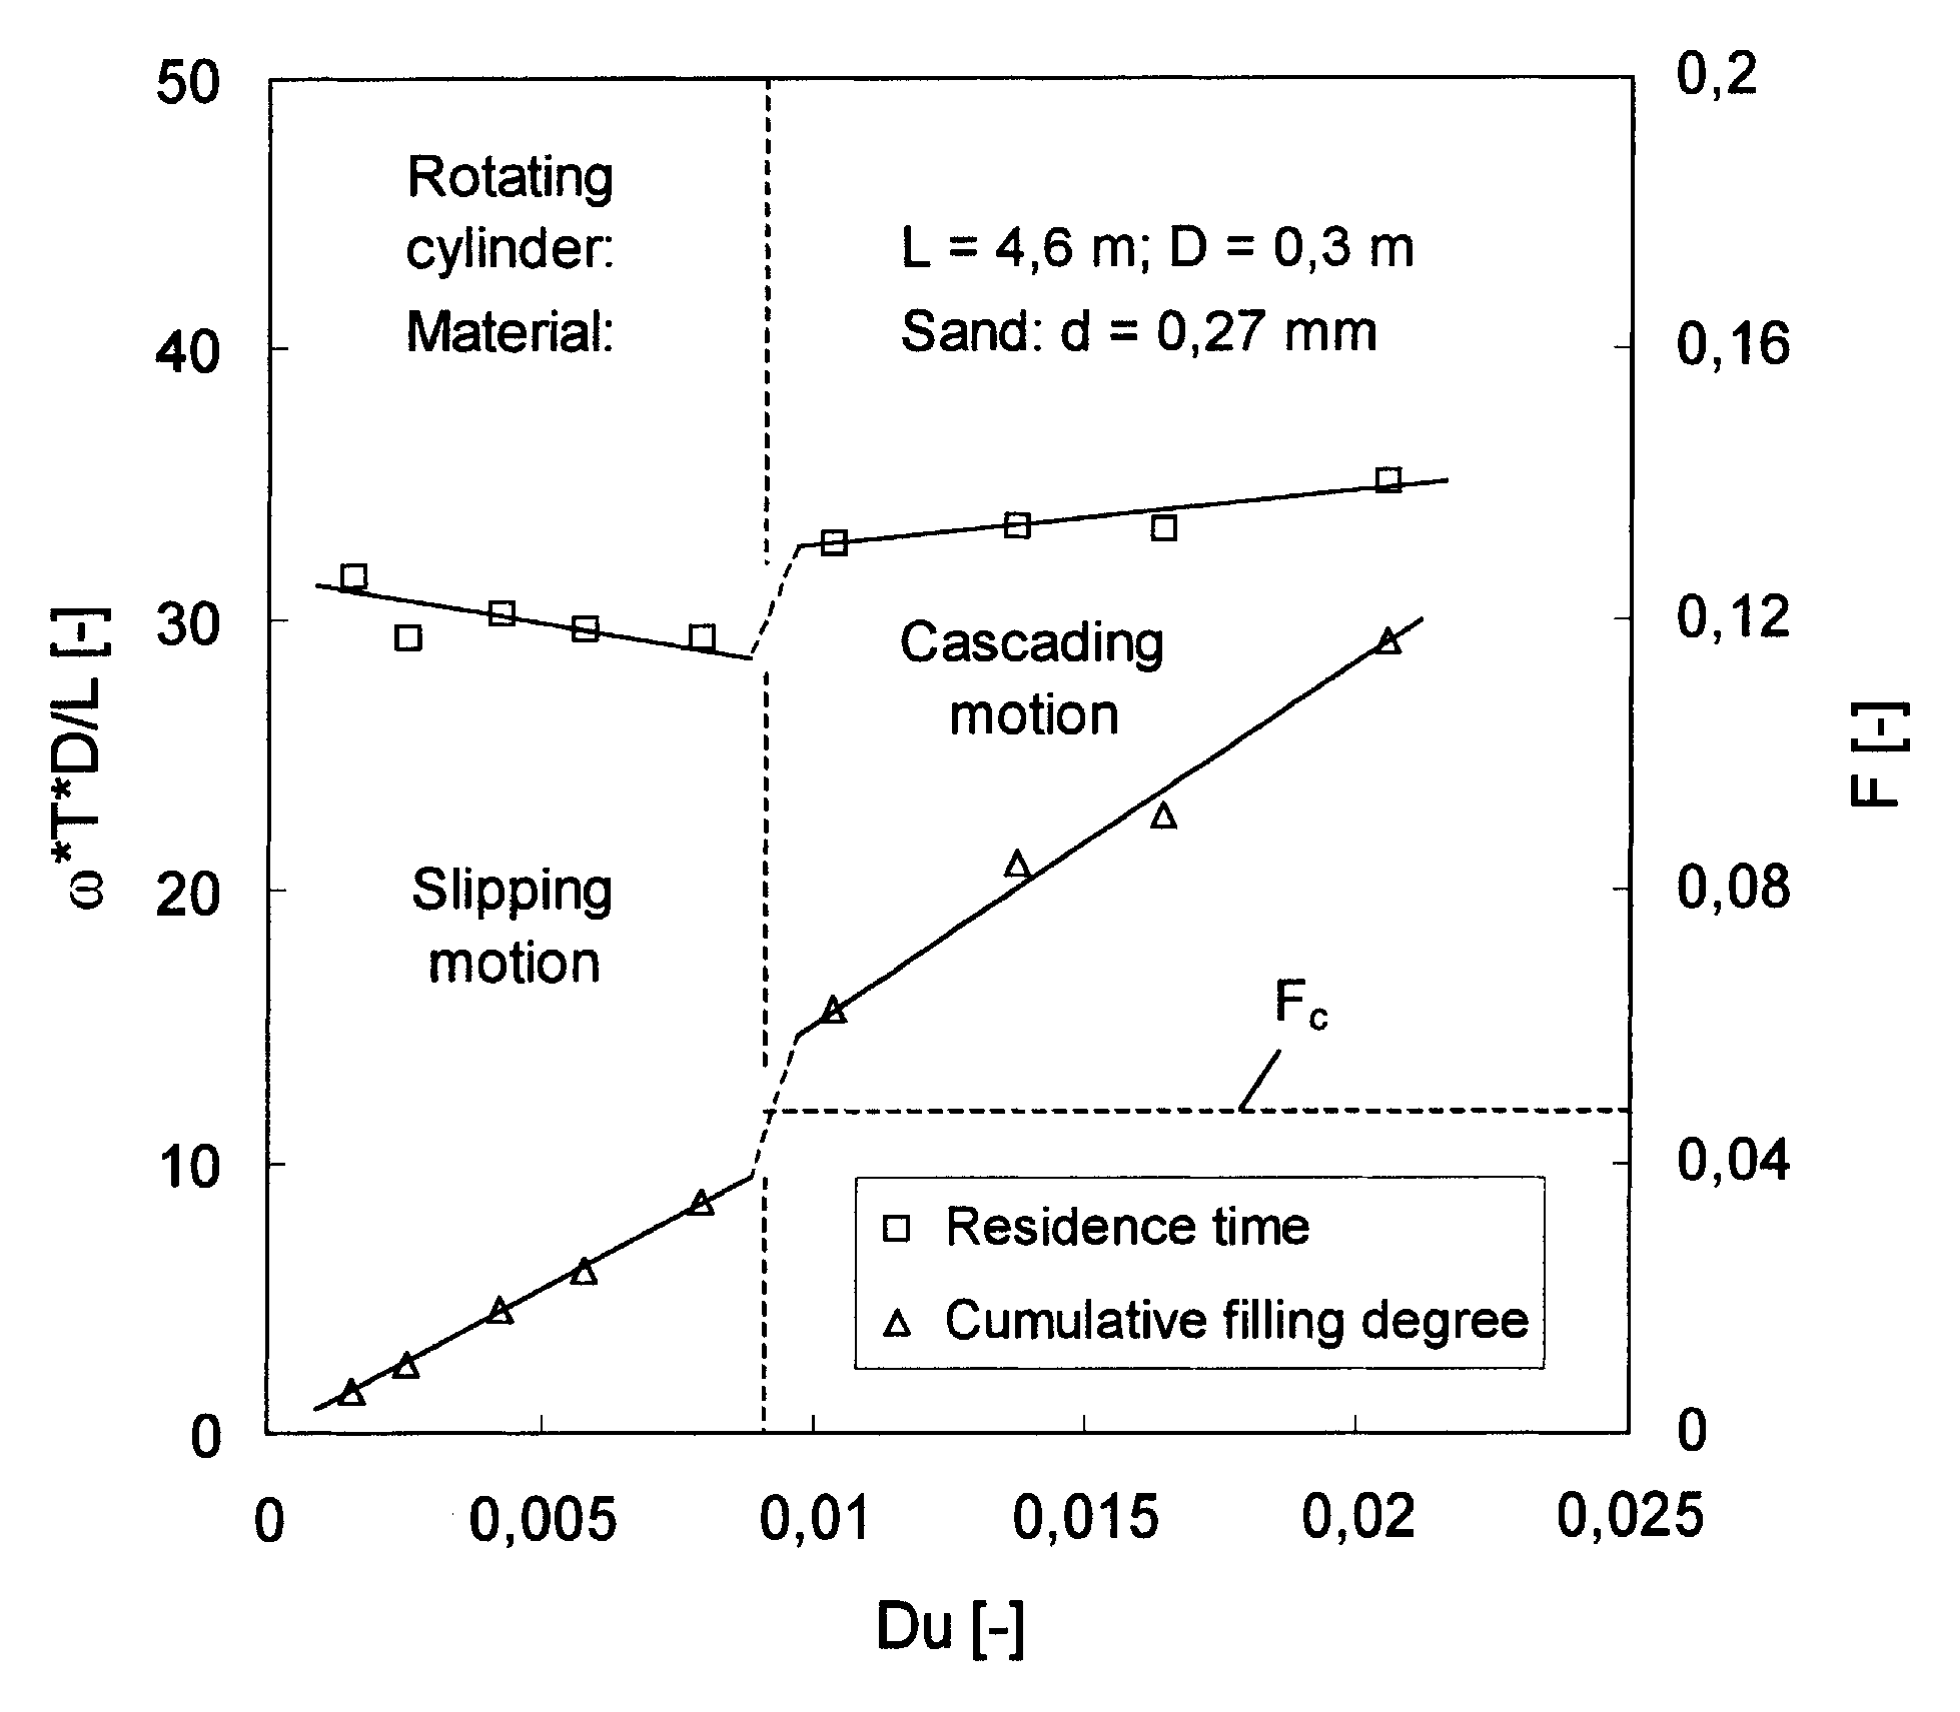 50
40
30
20
10
0
ω*T*D/L [-]
0,2
0,16
0,12
0,08
0,04
0
F [-]
Rotating
cylinder:
Material:
L = 4,6 m; D = 0,3 m
Sand: d = 0,27 mm
Cascading
motion
Slipping
motion
Fc
Residence time
Cumulative filling degree
0
0,005
0,01
0,015
0,02
0,025
Du [-]